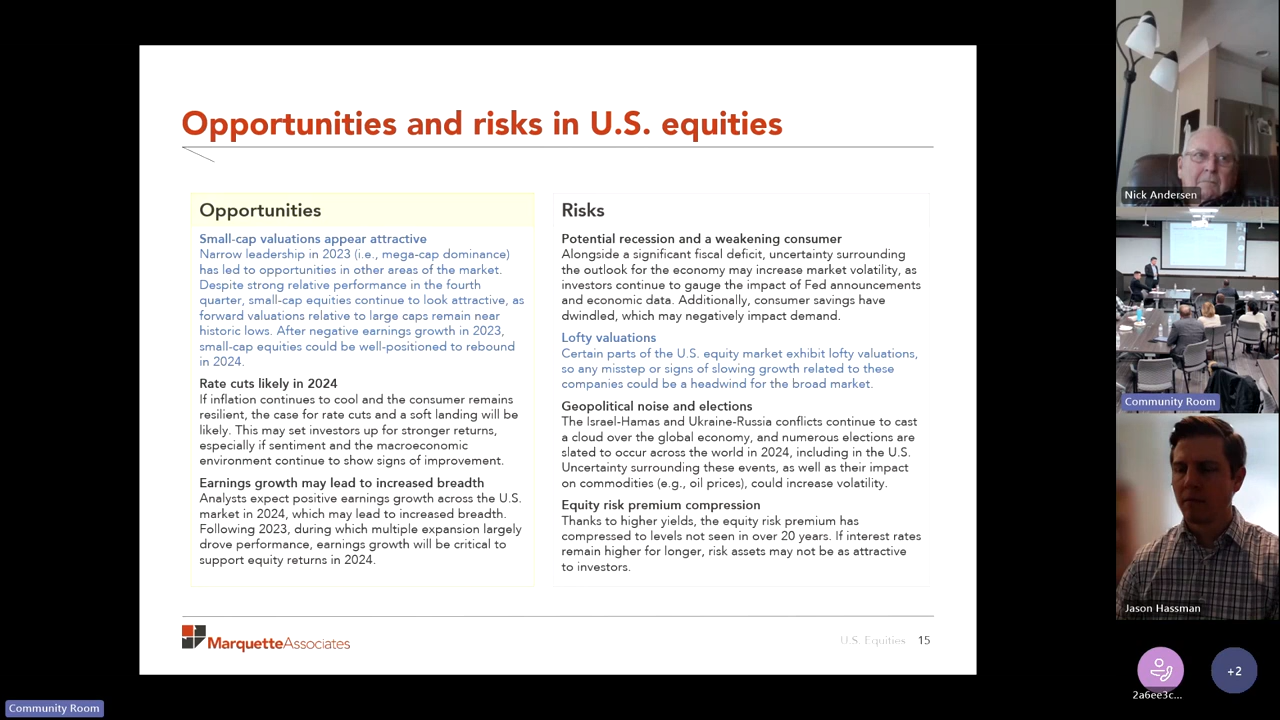 Opportunities and risks in U.S. equities
Opportunities
Small-cap valuations appear attractive
Narrow leadership in 2023 (i.e., mega-cap dominance)
has led to opportunities in other areas of the market.
Despite strong relative performance in the fourth
quarter, small-cap equities continue to look attractive, as
forward valuations relative to large caps remain near
historic lows. After negative earnings growth in 2023,
small-cap equities could be well-positioned to rebound
in 2024.
Rate cuts likely in 2024
If inflation continues to cool and the consumer remains
resilient, the case for rate cuts and a soft landing will be
likely. This may set investors up for stronger returns,
especially if sentiment and the macroeconomic
environment continue to show signs of improvement.
Earnings growth may lead to increased breadth
Analysts expect positive earnings growth across the U.S.
market in 2024, which may lead to increased breadth.
Following 2023, during which multiple expansion largely
drove performance, earnings growth will be critical to
support equity returns in 2024.
Risks
Potential recession and a weakening consumer
Alongside a significant fiscal deficit, uncertainty surrounding
the outlook for the economy may increase market volatility, as
investors continue to gauge the impact of Fed announcements
and economic data. Additionally, consumer savings have
dwindled, which may negatively impact demand.
Lofty valuations
Certain parts of the U.S. equity market exhibit lofty valuations,
so any misstep or signs of slowing growth related to these
companies could be a headwind for the broad market.
Geopolitical noise and elections
The Israel-Hamas and Ukraine-Russia conflicts continue to cast
a cloud over the global economy, and numerous elections are
slated to occur across the world in 2024, including in the U.S.
Uncertainty surrounding these events, as well as their impact
on commodities (e.g., oil prices), could increase volatility.
Equity risk premium compression
Thanks to higher yields, the equity risk premium has
compressed to levels not seen in over 20 years. If interest rates
remain higher for longer, risk assets may not be as attractive
to investors.
MarquetteAssociates
U.S. Equities 15
Nick Andersen
Community Room
Jason Hassman
2a6ee3c...
+2
Community Room